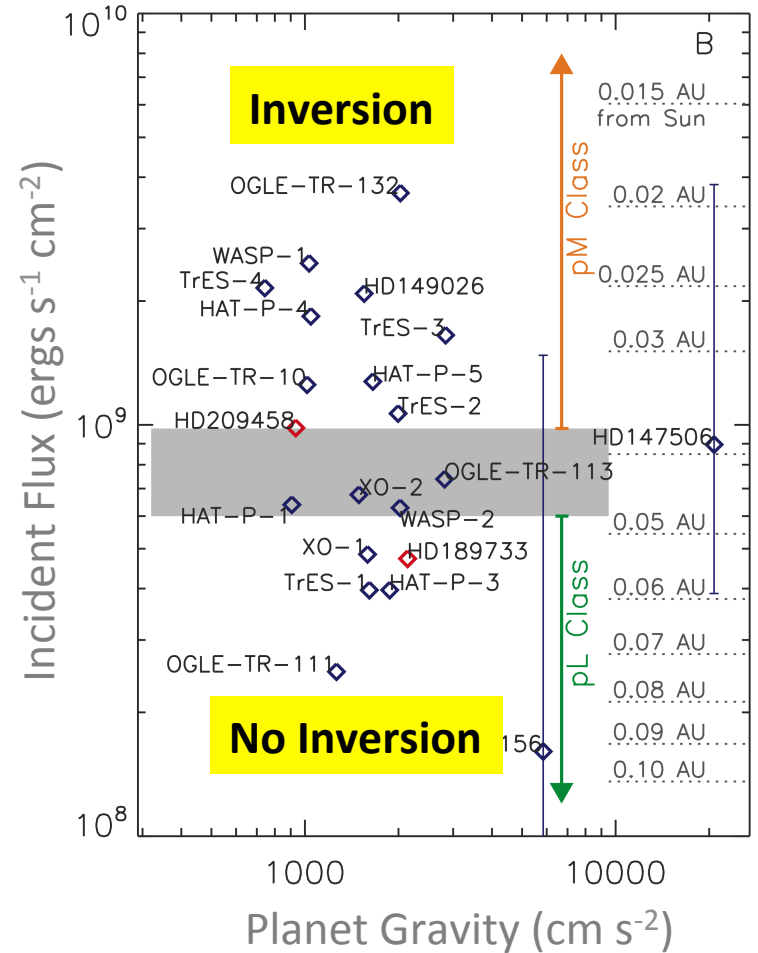 10^10
B
Inversion
0.015 AU
from Sun
OGLE-TR-132
0.02 AU
pM Class
WASP-1
TrES-4
HD149026
0.025 AU
HAT-P-4
TrES-3
0.03 AU
OGLE-TR-10
HAT-P-5
TrES-2
HD209458
10^9
HD147506
OGLE-TR-113
XO-2
HAT-P-1
WASP-2
0.05 AU
XO-1
HD189733
TrES-1
HAT-P-3
0.06 AU
pL Class
OGLE-TR-111
0.07 AU
0.08 AU
No Inversion
156
0.09 AU
0.10 AU
10^8
1000
10000
Incident Flux (ergs s^-1 cm^-2)
Planet Gravity (cm s^-2)